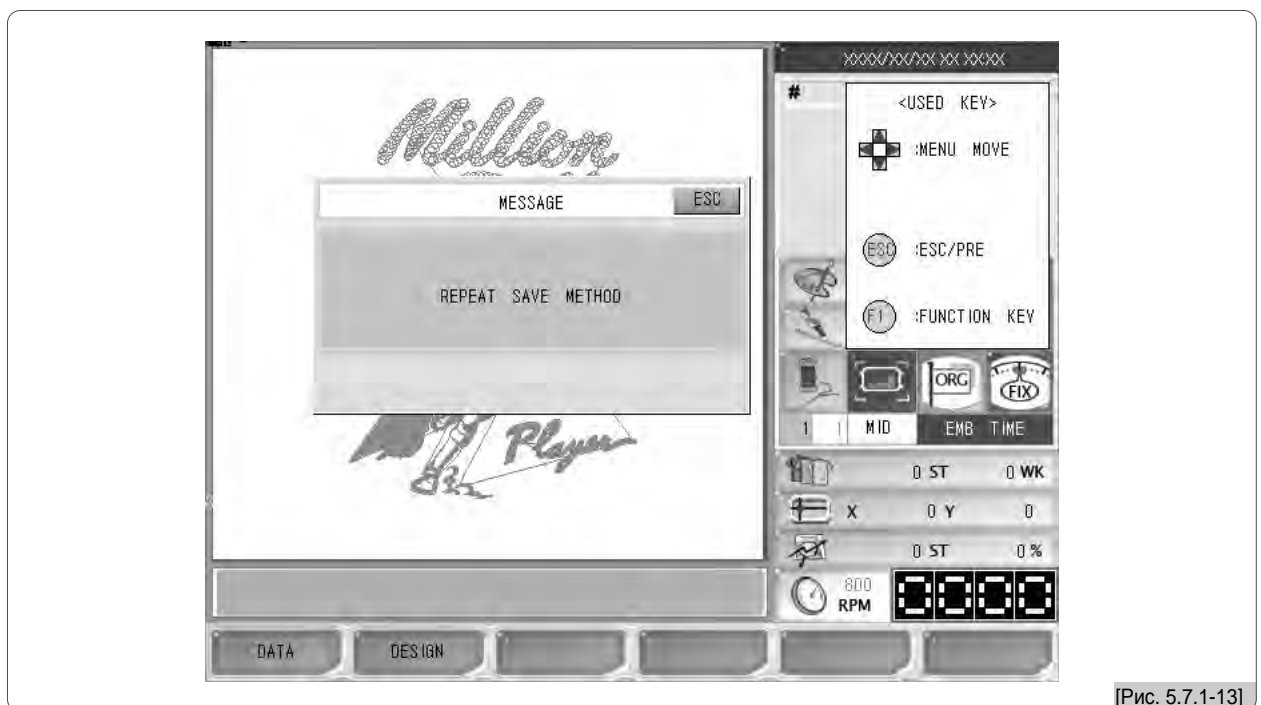 Million
MESSAGE
ESC
REPEAT SAVE METHOD
Player
XXXX/XX/XX XX XXXX
#
<USED KEY>
:MENU MOVE
ESC :ESC/PRE
F1 :FUNCTION KEY
ORG
FIX
1 1 MID EMB TIME
0 ST 0 WK
X 0 Y 0
0 ST 0 %
800
RPM
8888
DATA DESIGN
[Рис. 5.7.1-13]